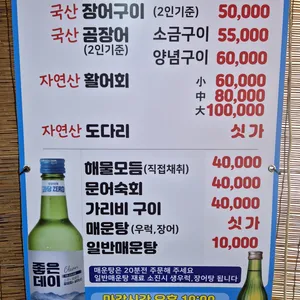 국산 장어구이 (2인기준) 50,000
국산 곰장어 (2인기준) 소금구이 55,000
양념구이 60,000
자연산 활어회 小 60,000
中 80,000
大 100,000
자연산 도다리 싯가
해물모듬(직접채취) 40,000
문어숙회 40,000
가리비 구이 40,000
매운탕(우럭,장어) 싯가
일반매운탕 10,000
매운탕은 20분전 주문해 주세요
일반매운탕 재료 소진시 생우럭,장어탕 됩니다
마감시간 오후
좋은
데이